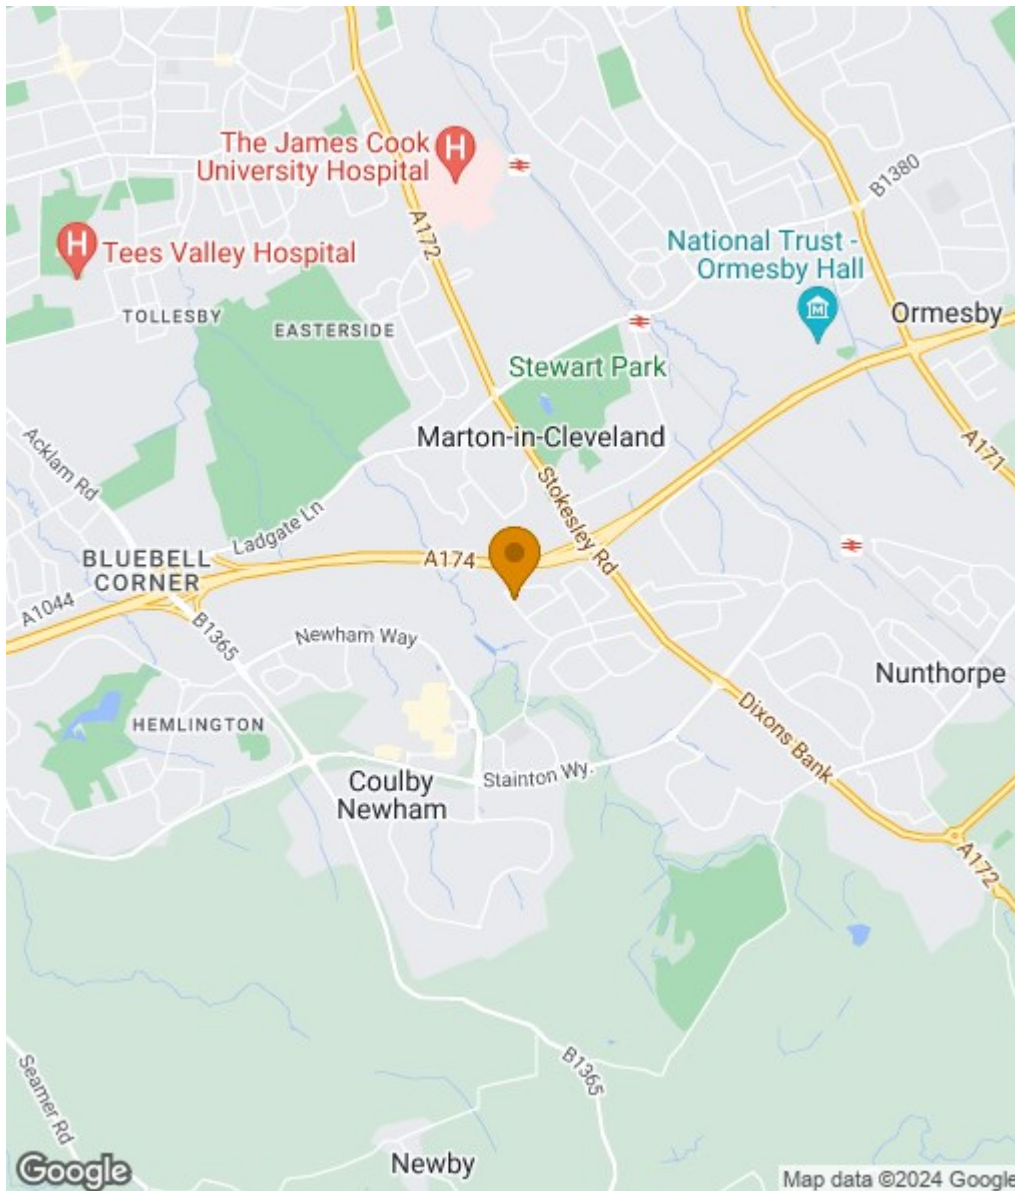 The James Cook
University Hospital
H
A172
B1380
H
Tees Valley Hospital
National Trust -
Ormesby Hall
M
TOLLESBY
EASTERSIDE
Ormesby
Stewart Park
Marton-in-Cleveland
Acklam Rd
A171
Stokesley Rd
Ladgate Ln
BLUEBELL
CORNER
A174
A1044
B1365
Newham Way
Nunthorpe
HEMLINGTON
Dixons Bank
Coulby
Newham
Stainton Wy.
A172
Seamer Rd
B1365
Newby
Google
Map data ©2024 Google